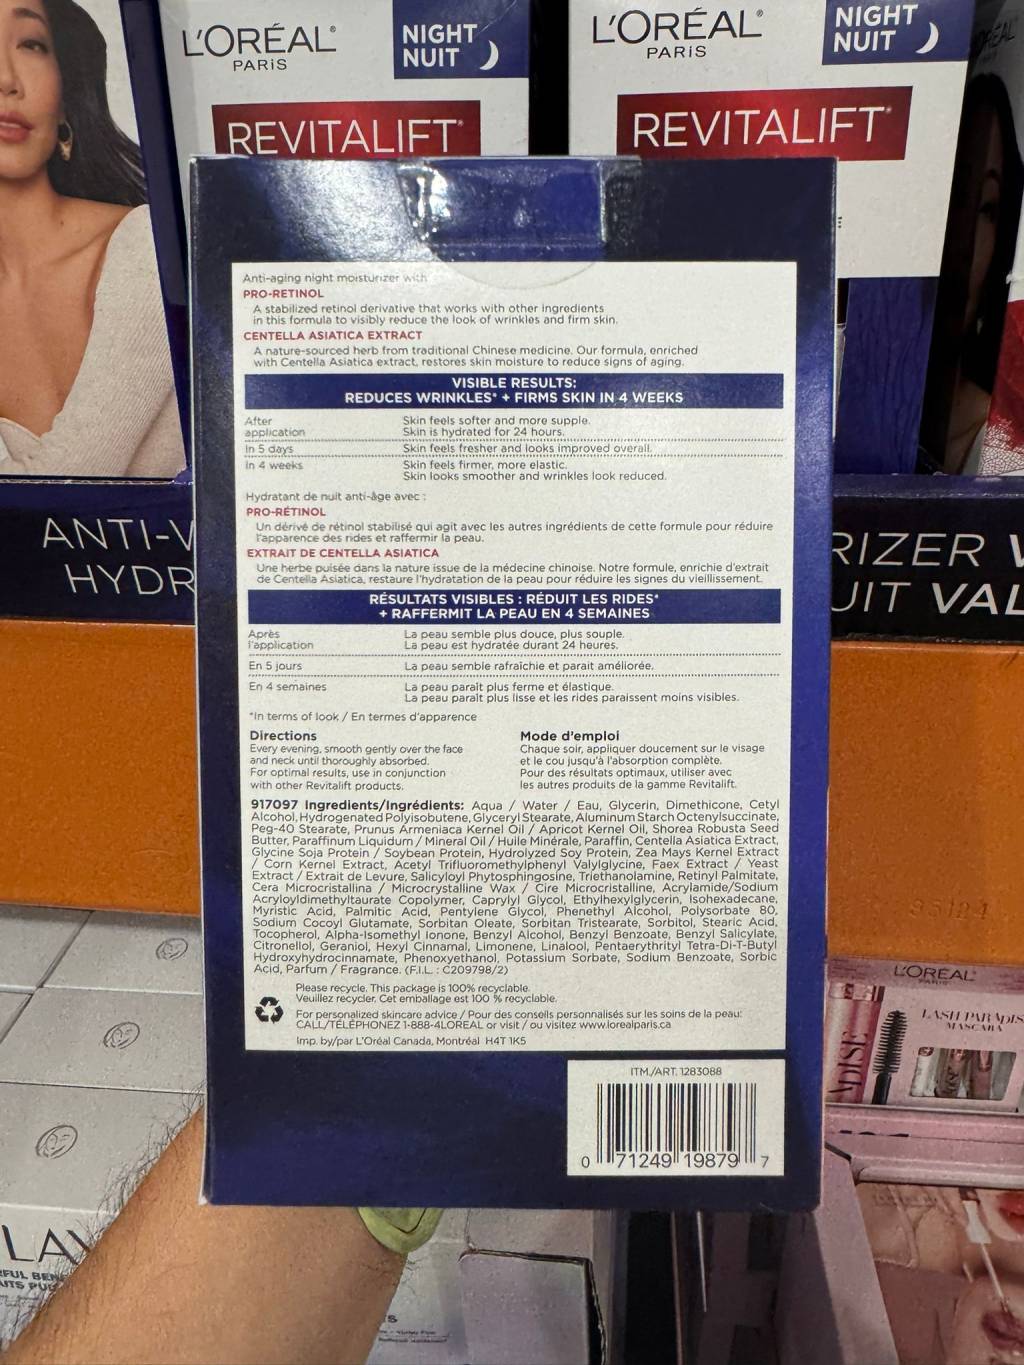 L'ORÉAL
PARiS
NIGHT
NUIT
REVITALIFT
L'ORÉAL
PARiS
NIGHT
NUIT
REVITALIFT
Anti-aging night moisturizer with
PRO-RETINOL
A stabilized retinol derivative that works with other ingredients
in this formula to visibly reduce the look of wrinkles and firm skin.
CENTELLA ASIATICA EXTRACT
A nature-sourced herb from traditional Chinese medicine. Our formula, enriched
with Centella Asiatica extract, restores skin moisture to reduce signs of aging.
VISIBLE RESULTS:
REDUCES WRINKLES* + FIRMS SKIN IN 4 WEEKS
After Skin feels softer and more supple.
application Skin is hydrated for 24 hours.
In 5 days Skin feels fresher and looks improved overall.
In 4 weeks Skin feels firmer, more elastic.
Skin looks smoother and wrinkles look reduced.
Hydratant de nuit anti-âge avec :
PRO-RÉTINOL
Un dérivé de rétinol stabilisé qui agit avec les autres ingrédients de cette formule pour réduire
l'apparence des rides et raffermir la peau.
EXTRAIT DE CENTELLA ASIATICA
Une herbe puisée dans la nature issue de la médecine chinoise. Notre formule, enrichie d'extrait
de Centella Asiatica, restaure l'hydratation de la peau pour réduire les signes du vieillissement.
RÉSULTATS VISIBLES : RÉDUIT LES RIDES*
+ RAFFERMIT LA PEAU EN 4 SEMAINES
Après La peau semble plus douce, plus souple.
l'application La peau est hydratée durant 24 heures.
En 5 jours La peau semble rafraîchie et parait améliorée.
En 4 semaines La peau paraît plus ferme et élastique.
La peau paraît plus lisse et les rides paraissent moins visibles.
*In terms of look / En termes d'apparence
Directions
Every evening, smooth gently over the face
and neck until thoroughly absorbed.
For optimal results, use in conjunction
with other Revitalift products.
Mode d'emploi
Chaque soir, appliquer doucement sur le visage
et le cou jusqu'à l'absorption complète.
Pour des résultats optimaux, utiliser avec
les autres produits de la gamme Revitalift.
917097 Ingredients/Ingrédients: Aqua / Water / Eau, Glycerin, Dimethicone, Cetyl
Alcohol, Hydrogenated Polyisobutene, Glyceryl Stearate, Aluminum Starch Octenylsuccinate,
Peg-40 Stearate, Prunus Armeniaca Kernel Oil / Apricot Kernel Oil, Shorea Robusta Seed
Butter, Paraffinum Liquidum / Mineral Oil / Huile Minérale, Paraffin, Centella Asiatica Extract,
Glycine Soja Protein / Soybean Protein, Hydrolyzed Soy Protein, Zea Mays Kernel Extract
/ Corn Kernel Extract, Acetyl Trifluoromethylphenyl Valylglycine, Faex Extract / Yeast
Extract / Extrait de Levure, Salicyloyl Phytosphingosine, Triethanolamine, Retinyl Palmitate,
Cera Microcristallina / Microcrystalline Wax / Cire Microcristalline, Acrylamide/Sodium
Acryloyldimethyltaurate Copolymer, Caprylyl Glycol, Ethylhexylglycerin, Isohexadecane,
Myristic Acid, Palmitic Acid, Pentylene Glycol, Phenethyl Alcohol, Polysorbate 80,
Sodium Cocoyl Glutamate, Sorbitan Oleate, Sorbitan Tristearate, Sorbitol, Stearic Acid,
Tocopherol, Alpha-Isomethyl Ionone, Benzyl Alcohol, Benzyl Benzoate, Benzyl Salicylate,
Citronellol, Geraniol, Hexyl Cinnamal, Limonene, Linalool, Pentaerythrityl Tetra-Di-T-Butyl
Hydroxyhydrocinnamate, Phenoxyethanol, Potassium Sorbate, Sodium Benzoate, Sorbic
Acid, Parfum / Fragrance. (F.I.L. : C209798/2)
Please recycle. This package is 100% recyclable.
Veuillez recycler. Cet emballage est 100 % recyclable.
For personalized skincare advice / Pour des conseils personnalisés sur les soins de la peau:
CALL/TÉLÉPHONEZ 1-888-4LOREAL or visit / ou visitez www.lorealparis.ca
Imp. by/par L'Oréal Canada, Montréal H4T 1K5
ITM./ART. 1283088
0 71249 19879 7
ANTI-W
HYDR
RIZER
UIT VAL
95124
L'ORÉAL
PARIS
LASH PARADIS
MASCARA
ADISE
LAV